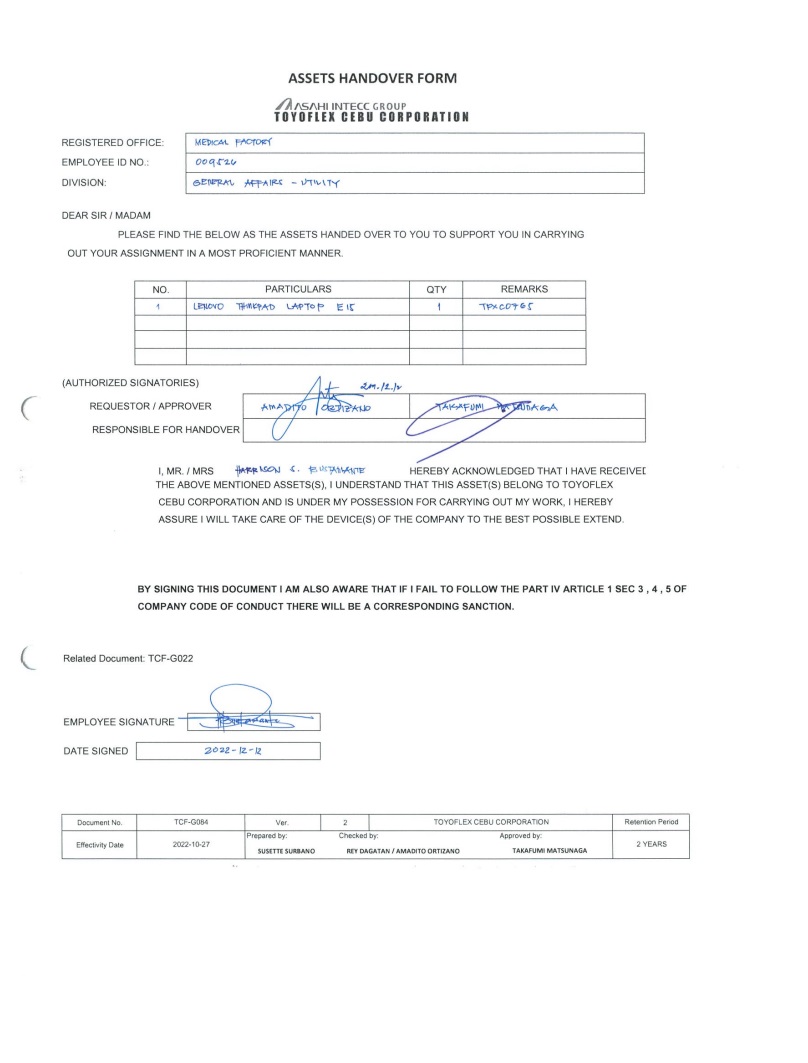 ASSETS HANDOVER FORM
ASAHI INTECC GROUP
TOYOFLEX CEBU CORPORATION
REGISTERED OFFICE: MEDICAL FACTORY
EMPLOYEE ID NO.: 009526
DIVISION: GENERAL AFFAIRS - UTILITY
DEAR SIR / MADAM
PLEASE FIND THE BELOW AS THE ASSETS HANDED OVER TO YOU TO SUPPORT YOU IN CARRYING
OUT YOUR ASSIGNMENT IN A MOST PROFICIENT MANNER.
NO. PARTICULARS QTY REMARKS
1 LENOVO THINKPAD LAPTOP E15 1
(AUTHORIZED SIGNATORIES)
REQUESTOR / APPROVER AMADITO ORTIZANO TAKAFUMI MATSUNAGA
RESPONSIBLE FOR HANDOVER
I, MR. / MRS HARRISON S. BUSTAMANTE HEREBY ACKNOWLEDGED THAT I HAVE RECEIVED
THE ABOVE MENTIONED ASSETS(S), I UNDERSTAND THAT THIS ASSET(S) BELONG TO TOYOFLEX
CEBU CORPORATION AND IS UNDER MY POSSESSION FOR CARRYING OUT MY WORK, I HEREBY
ASSURE I WILL TAKE CARE OF THE DEVICE(S) OF THE COMPANY TO THE BEST POSSIBLE EXTEND.
BY SIGNING THIS DOCUMENT I AM ALSO AWARE THAT IF I FAIL TO FOLLOW THE PART IV ARTICLE 1 SEC 3 , 4 , 5 OF
COMPANY CODE OF CONDUCT THERE WILL BE A CORRESPONDING SANCTION.
Related Document: TCF-G022
EMPLOYEE SIGNATURE
DATE SIGNED 2022-12-12
Document No. TCF-G084 Ver. 2 TOYOFLEX CEBU CORPORATION Retention Period
Effectivity Date 2022-10-27 Prepared by: Checked by: Approved by: 2 YEARS
SUSETTE SURBANO REY DAGATAN / AMADITO ORTIZANO TAKAFUMI MATSUNAGA